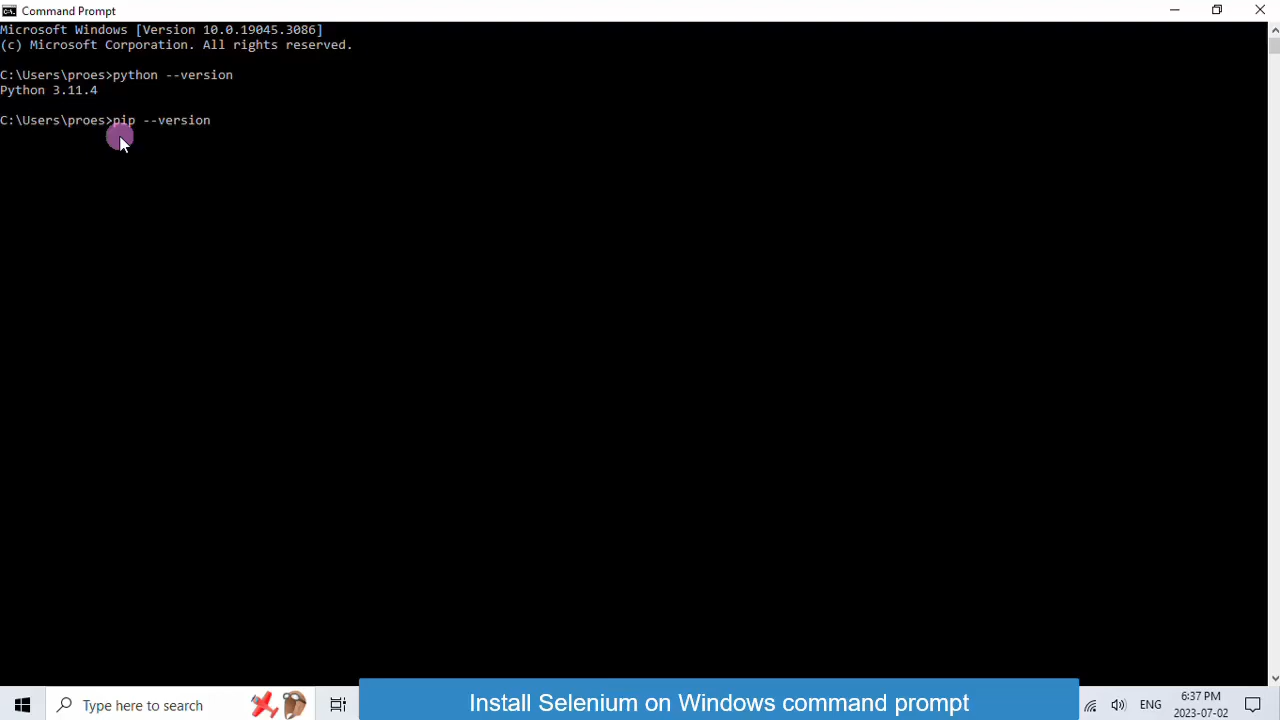 Command Prompt
Microsoft Windows [Version 10.0.19045.3086]
(c) Microsoft Corporation. All rights reserved.
C:\Users\proes>python --version
Python 3.11.4
C:\Users\proes>pip --version
Type here to search
Install Selenium on Windows command prompt
ENG
6:37 PM
2023-07-02